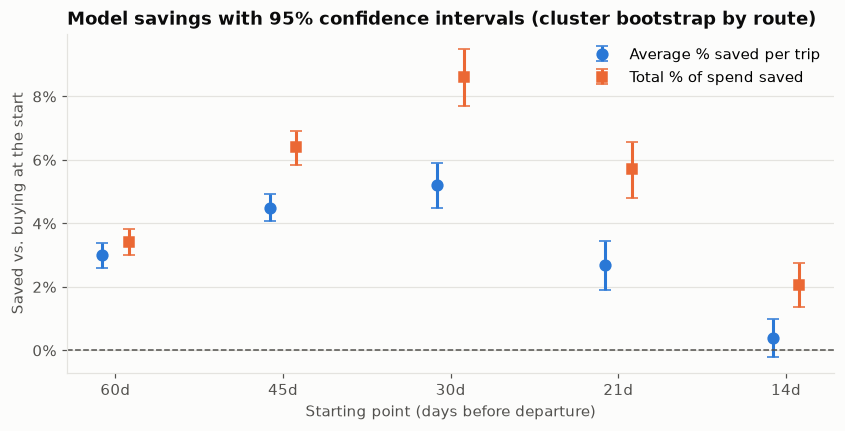 Model savings with 95% confidence intervals (cluster bootstrap by route)
Average % saved per trip
Total % of spend saved
Saved vs. buying at the start
8%
6%
4%
2%
0%
60d
45d
30d
21d
14d
Starting point (days before departure)